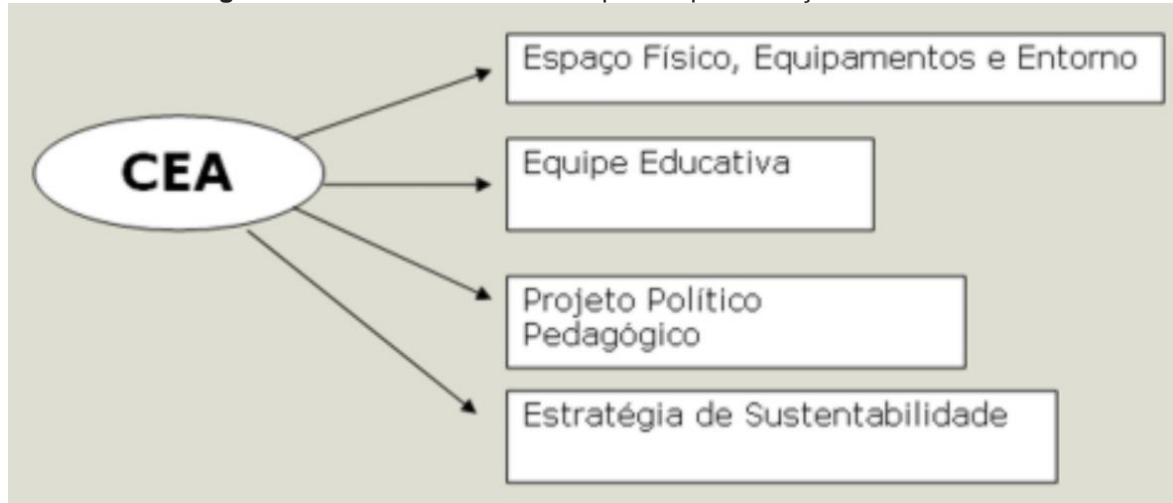 CEA
Espaço Físico, Equipamentos e Entorno
Equipe Educativa
Projeto Político
Pedagógico
Estratégia de Sustentabilidade